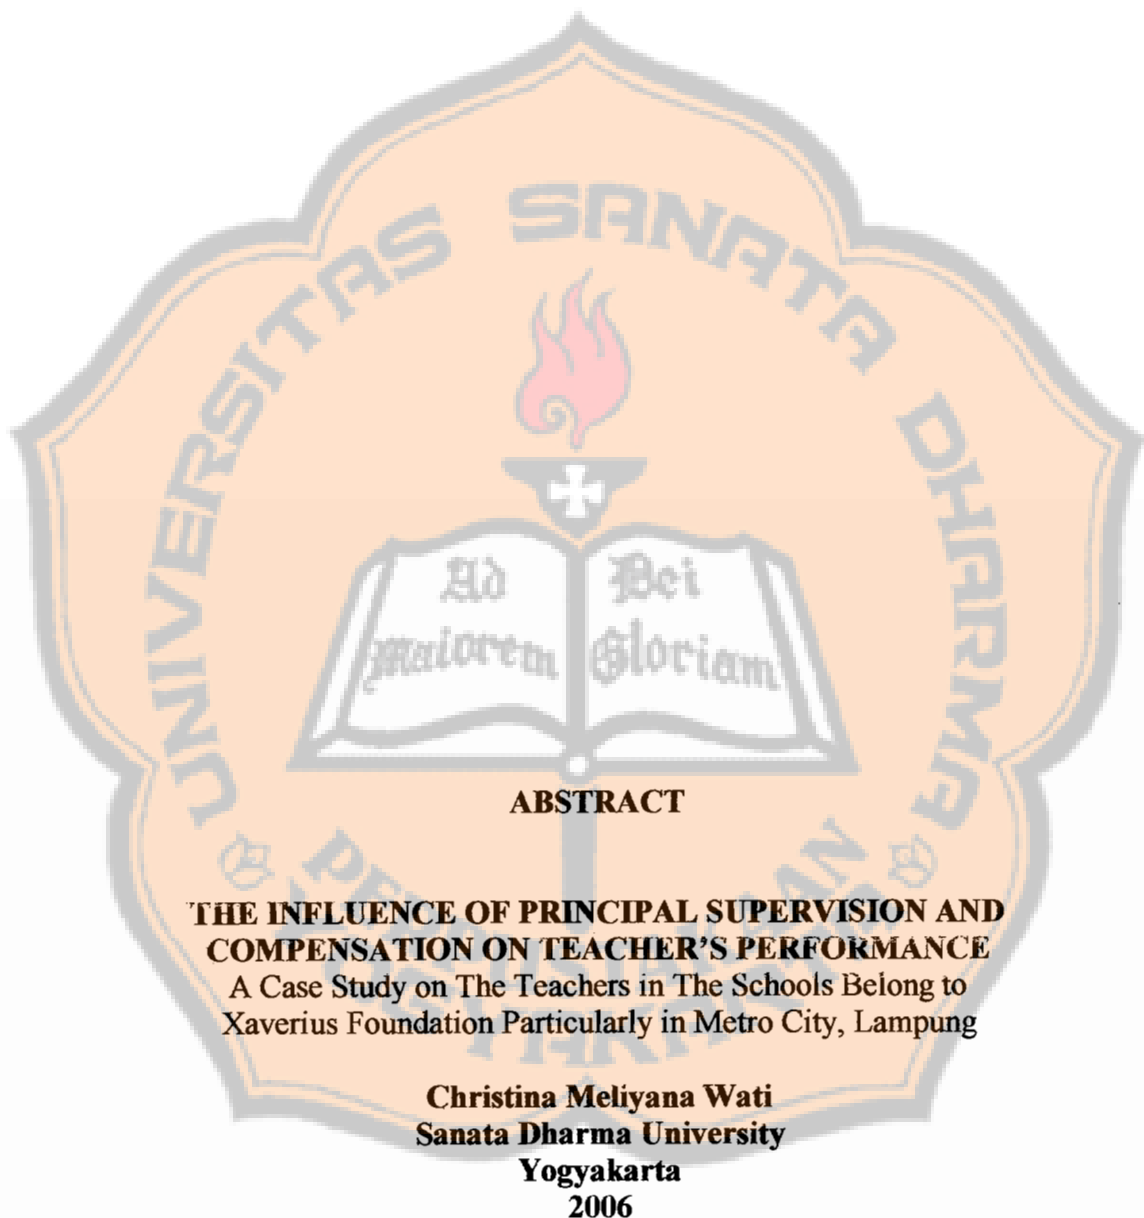 UNIVERSITAS SANATA DHARMA
Ad Dei
Maiorem Gloriam
ABSTRACT
THE INFLUENCE OF PRINCIPAL SUPERVISION AND
COMPENSATION ON TEACHER'S PERFORMANCE
A Case Study on The Teachers in The Schools Belong to
Xaverius Foundation Particularly in Metro City, Lampung
Christina Meliyana Wati
Sanata Dharma University
Yogyakarta
2006